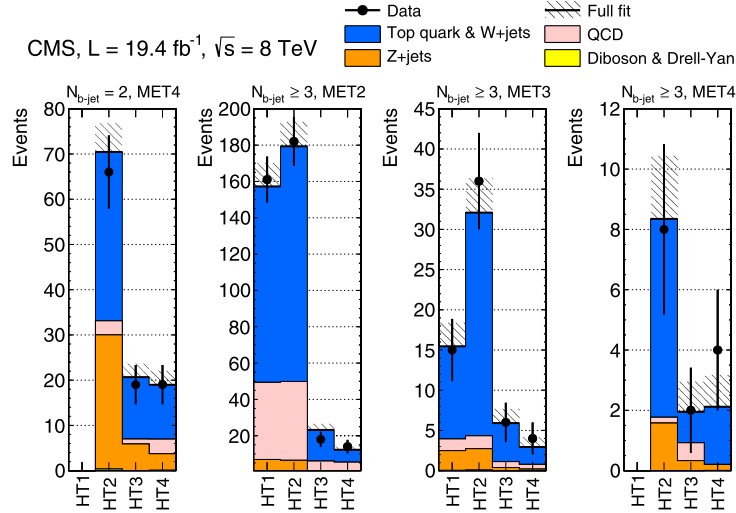 CMS, L = 19.4 fb⁻¹, √s = 8 TeV
Data
Full fit
Top quark & W+jets
QCD
Z+jets
Diboson & Drell-Yan
N_b-jet = 2, MET4
Events
80
70
60
50
40
30
20
10
0
HT1 HT2 HT3 HT4
N_b-jet ≥ 3, MET2
Events
200
180
160
140
120
100
80
60
40
20
HT1 HT2 HT3 HT4
N_b-jet ≥ 3, MET3
Events
45
40
35
30
25
20
15
10
5
0
HT1 HT2 HT3 HT4
N_b-jet ≥ 3, MET4
Events
12
10
8
6
4
2
0
HT1 HT2 HT3 HT4